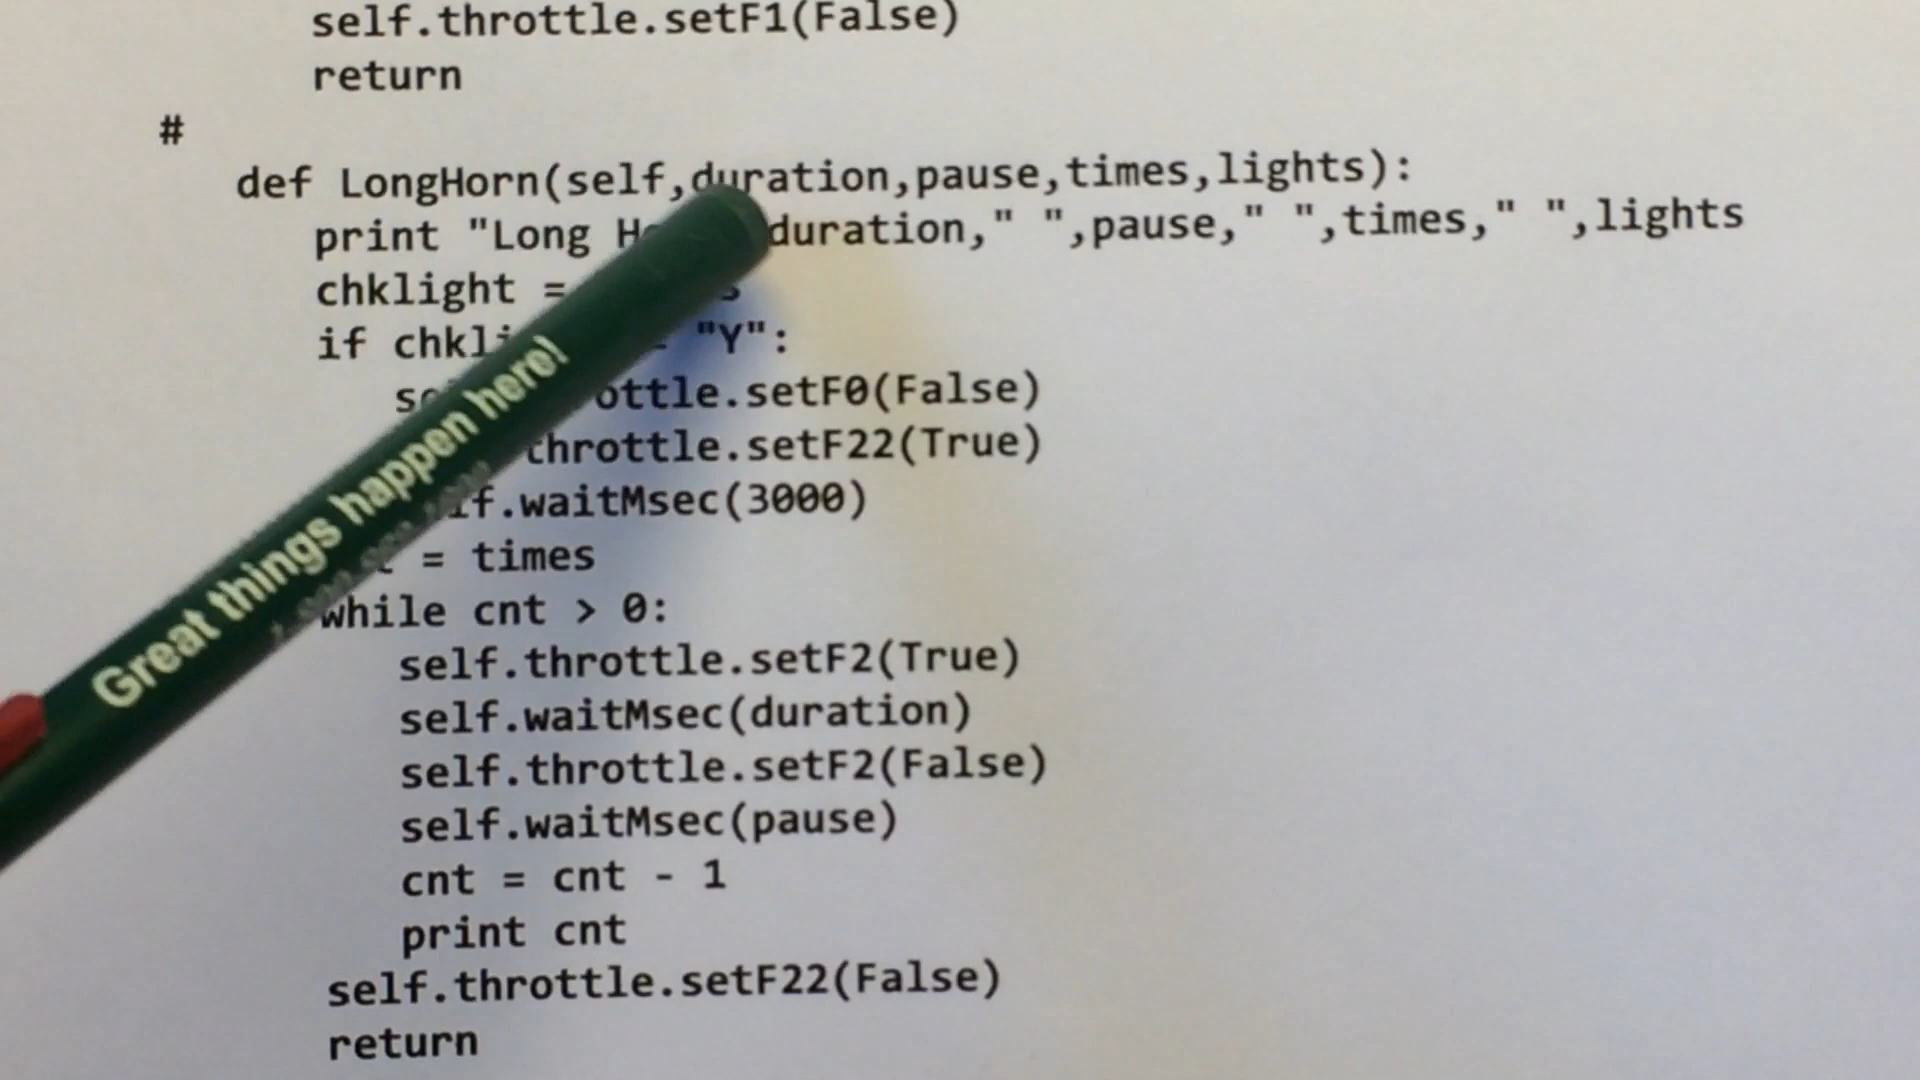 self.throttle.setF1(False)
return
#
def LongHorn(self,duration,pause,times,lights):
print "Long duration," ",pause," ",times," ",lights
chklight =
if "Y":
.setF0(False)
throttle.setF22(True)
.waitMsec(3000)
= times
while cnt > 0:
self.throttle.setF2(True)
self.waitMsec(duration)
self.throttle.setF2(False)
self.waitMsec(pause)
cnt = cnt - 1
print cnt
self.throttle.setF22(False)
return
Great things happen here!